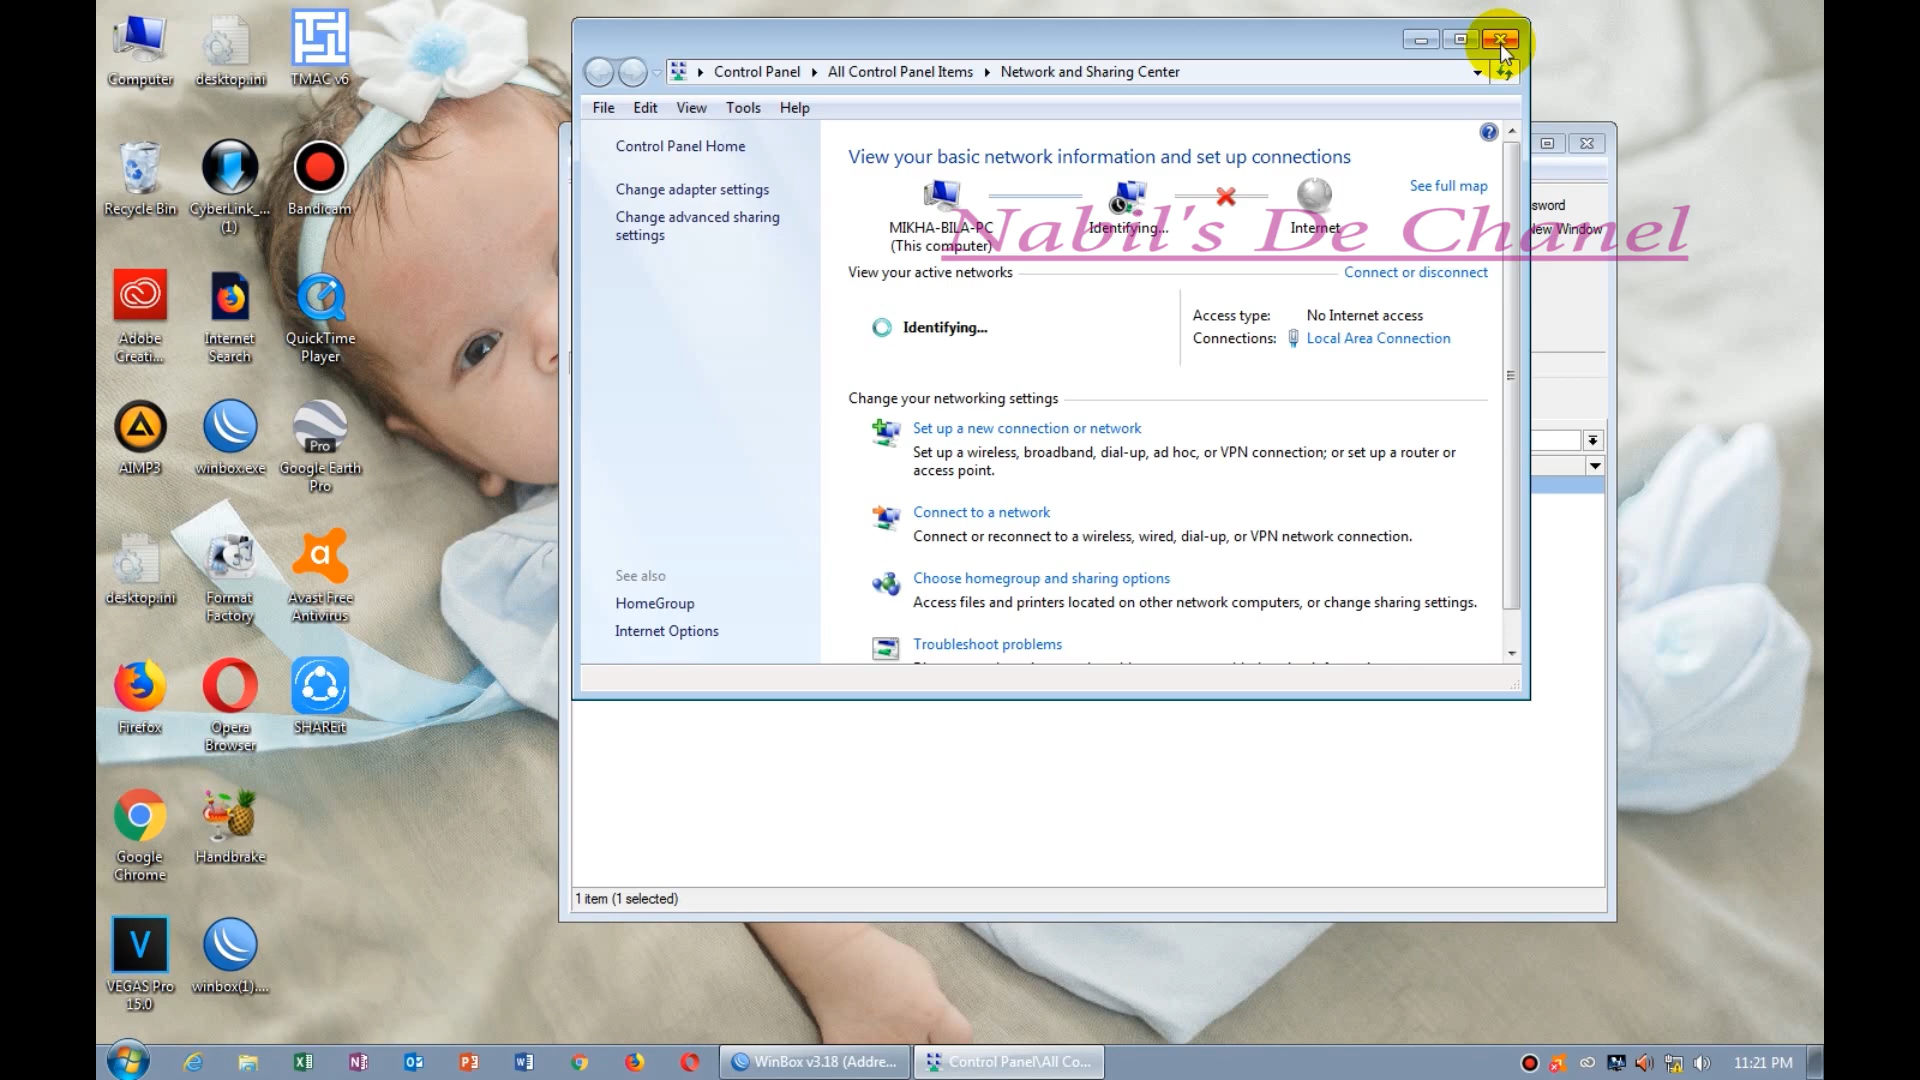 Computer
desktop.ini
TMAC v6
Recycle Bin
CyberLink_...
(1)
Bandicam
Adobe
Creati...
Internet
Search
QuickTime
Player
AIMP3
winbox.exe
Pro
Google Earth
Pro
desktop.ini
Format
Factory
Avast Free
Antivirus
Firefox
Opera
Browser
SHAREit
Google
Chrome
Handbrake
VEGAS Pro
15.0
winbox(1)....
Control Panel
All Control Panel Items
Network and Sharing Center
File Edit View Tools Help
Control Panel Home
Change adapter settings
Change advanced sharing
settings
See also
HomeGroup
Internet Options
View your basic network information and set up connections
See full map
MIKHA-BILA-PC
(This computer)
Identifying...
Internet
Nabil's De Chanel
View your active networks
Connect or disconnect
Identifying...
Access type: No Internet access
Connections: Local Area Connection
Change your networking settings
Set up a new connection or network
Set up a wireless, broadband, dial-up, ad hoc, or VPN connection; or set up a router or
access point.
Connect to a network
Connect or reconnect to a wireless, wired, dial-up, or VPN network connection.
Choose homegroup and sharing options
Access files and printers located on other network computers, or change sharing settings.
Troubleshoot problems
sword
New Window
1 item (1 selected)
WinBox v3.18 (Addre...
Control Panel\All Co...
11:21 PM